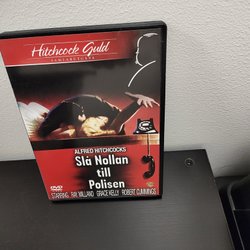 Hitchcock Guld
ALFRED HITCHCOCKS
Slå Nollan
till
Polisen
STARRING RAY MILLAND GRACE KELLY ROBERT CUMMINGS
DVD